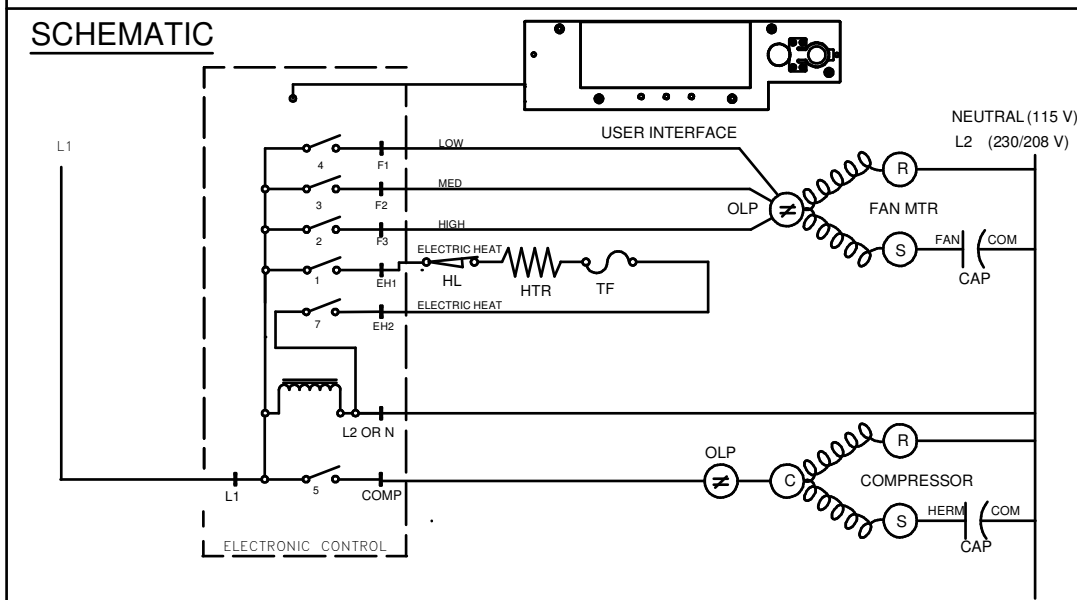 SCHEMATIC
NEUTRAL (115 V)
L1
USER INTERFACE
L2 (230/208 V)
LOW
4
F1
R
MED
3
F2
OLP
≠
FAN MTR
HIGH
2
F3
S
FAN
COM
CAP
ELECTRIC HEAT
1
EH1
HL
HTR
TF
ELECTRIC HEAT
7
EH2
L2 OR N
R
OLP
≠
C
COMPRESSOR
L1
5
COMP
HERM
COM
S
CAP
ELECTRONIC CONTROL